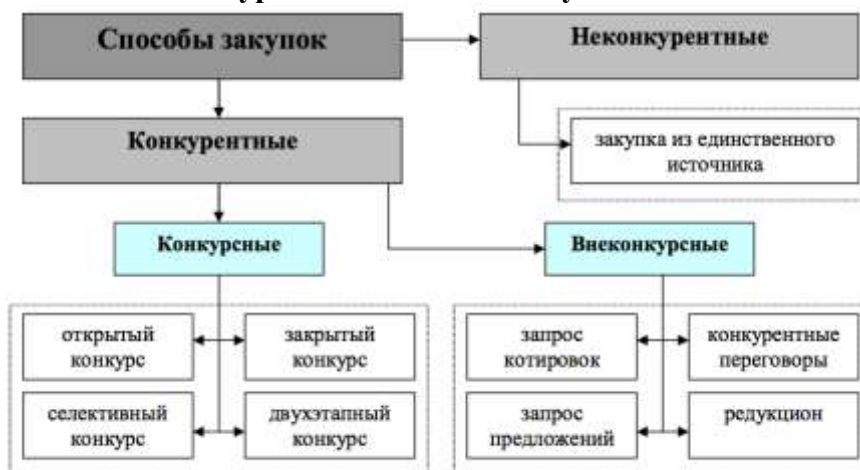 Способы закупок
Неконкурентные
Конкурентные
закупка из единственного
источника
Конкурсные
Внеконкурсные
открытый
конкурс
закрытый
конкурс
запрос
котировок
конкурентные
переговоры
селективный
конкурс
двухэтапный
конкурс
запрос
предложений
редукцион